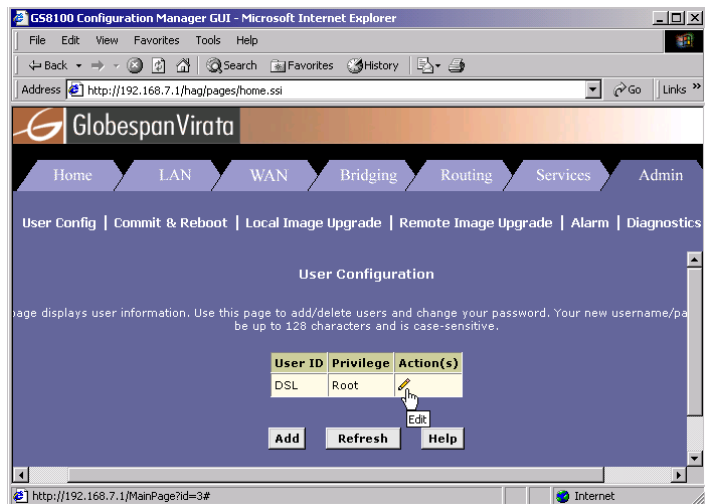 GS8100 Configuration Manager GUI - Microsoft Internet Explorer
File Edit View Favorites Tools Help
Back Search Favorites History
Address http://192.168.7.1/hag/pages/home.ssi Go Links »
GlobespanVirata
Home LAN WAN Bridging Routing Services Admin
User Config | Commit & Reboot | Local Image Upgrade | Remote Image Upgrade | Alarm | Diagnostics
User Configuration
page displays user information. Use this page to add/delete users and change your password. Your new username/pa
be up to 128 characters and is case-sensitive.
User ID Privilege Action(s)
DSL Root
Edit
Add Refresh Help
http://192.168.7.1/MainPage?id=3# Internet